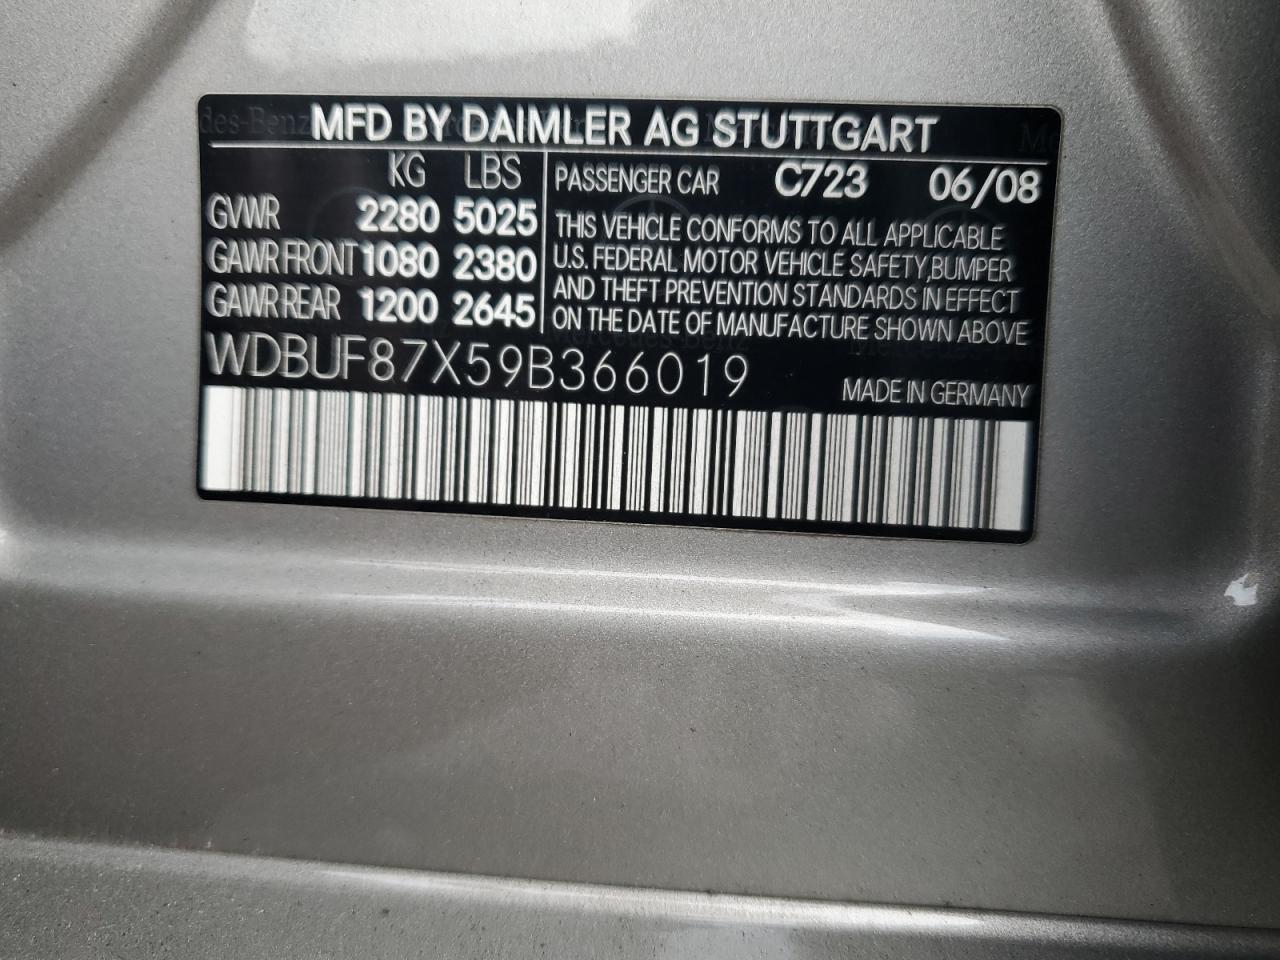 MFD BY DAIMLER AG STUTTGART
KG LBS
GVWR 2280 5025
GAWR FRONT 1080 2380
GAWR REAR 1200 2645
PASSENGER CAR C723 06/08
THIS VEHICLE CONFORMS TO ALL APPLICABLE
U.S. FEDERAL MOTOR VEHICLE SAFETY,BUMPER
AND THEFT PREVENTION STANDARDS IN EFFECT
ON THE DATE OF MANUFACTURE SHOWN ABOVE
WDBUF87X59B366019
MADE IN GERMANY